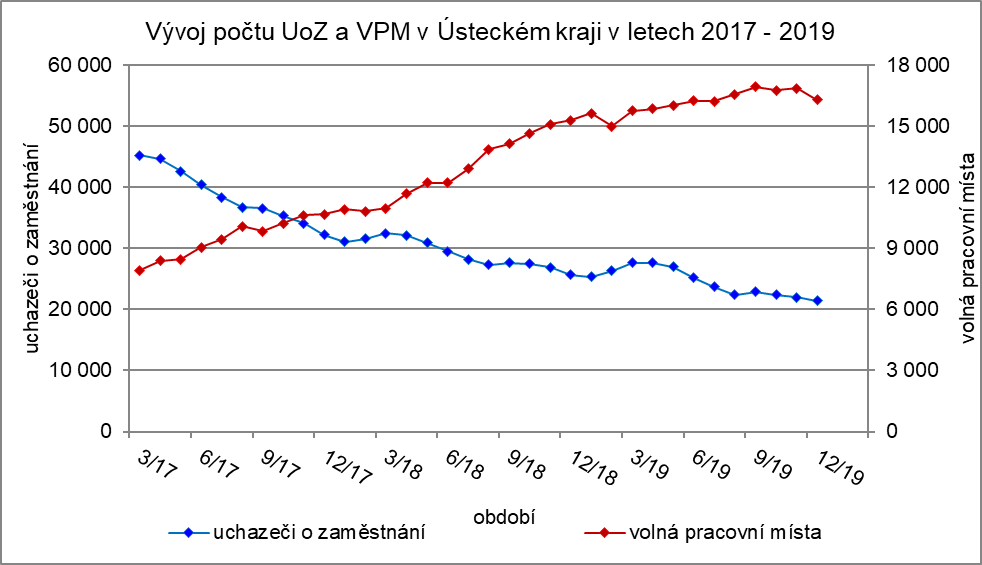 Vývoj počtu UoZ a VPM v Ústeckém kraji v letech 2017 - 2019
60 000
50 000
40 000
30 000
20 000
10 000
0
uchazeči o zaměstnání
18 000
15 000
12 000
9 000
6 000
3 000
0
volná pracovní místa
3/17 6/17 9/17 12/17 3/18 6/18 9/18 12/18 3/19 6/19 9/19 12/19
období
uchazeči o zaměstnání volná pracovní místa